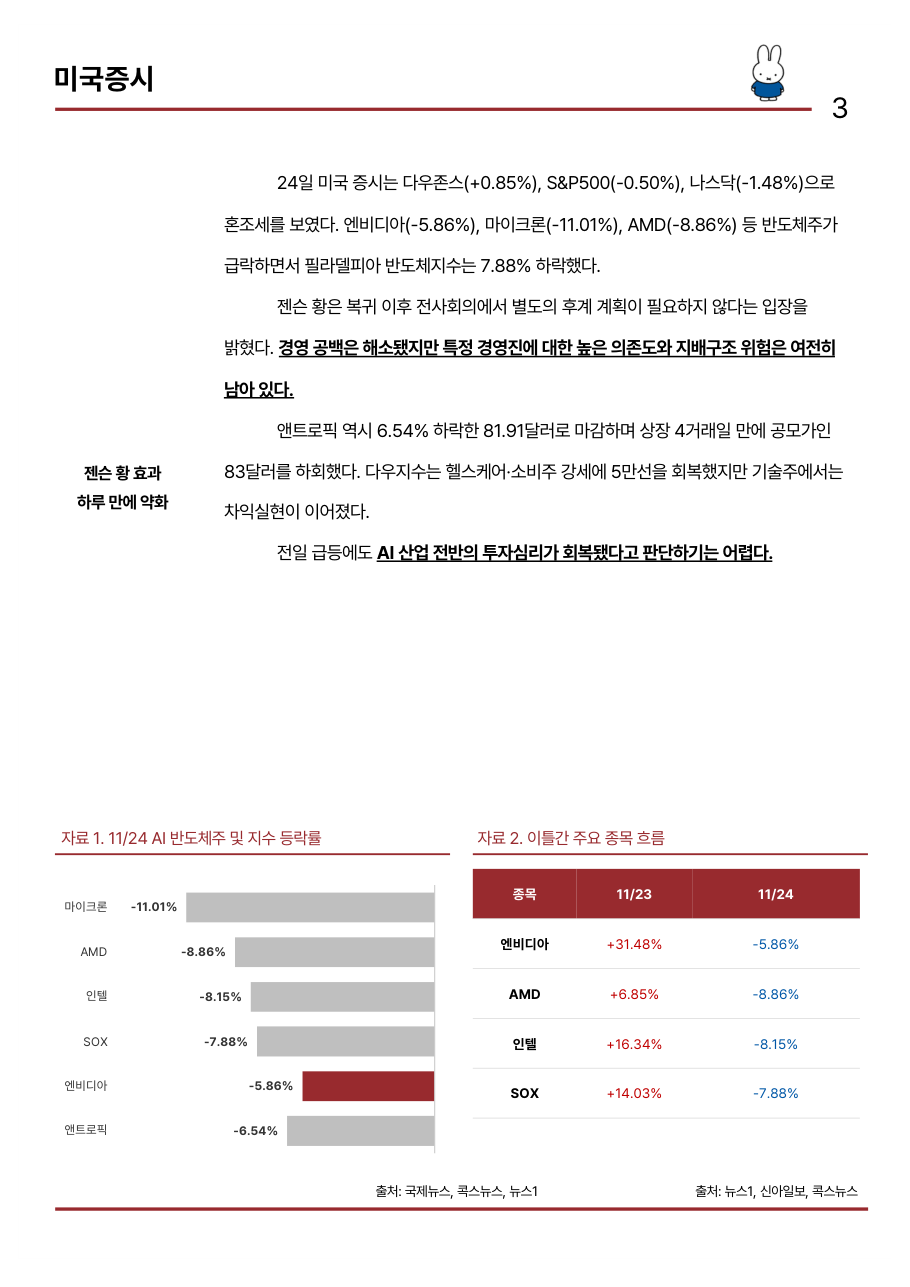 미국증시
3
24일 미국 증시는 다우존스(+0.85%), S&P500(-0.50%), 나스닥(-1.48%)으로
혼조세를 보였다. 엔비디아(-5.86%), 마이크론(-11.01%), AMD(-8.86%) 등 반도체주가
급락하면서 필라델피아 반도체지수는 7.88% 하락했다.
젠슨 황은 복귀 이후 전사회의에서 별도의 후계 계획이 필요하지 않다는 입장을
밝혔다. 경영 공백은 해소됐지만 특정 경영진에 대한 높은 의존도와 지배구조 위험은 여전히
남아 있다.
앤트로픽 역시 6.54% 하락한 81.91달러로 마감하며 상장 4거래일 만에 공모가인
83달러를 하회했다. 다우지수는 헬스케어·소비주 강세에 5만선을 회복했지만 기술주에서는
차익실현이 이어졌다.
전일 급등에도 AI 산업 전반의 투자심리가 회복됐다고 판단하기는 어렵다.
젠슨 황 효과
하루 만에 약화
자료 1. 11/24 AI 반도체주 및 지수 등락률
마이크론 -11.01%
AMD -8.86%
인텔 -8.15%
SOX -7.88%
엔비디아 -5.86%
앤트로픽 -6.54%
출처: 국제뉴스, 콕스뉴스, 뉴스1
자료 2. 이틀간 주요 종목 흐름
종목 11/23 11/24
엔비디아 +31.48% -5.86%
AMD +6.85% -8.86%
인텔 +16.34% -8.15%
SOX +14.03% -7.88%
출처: 뉴스1, 신아일보, 콕스뉴스